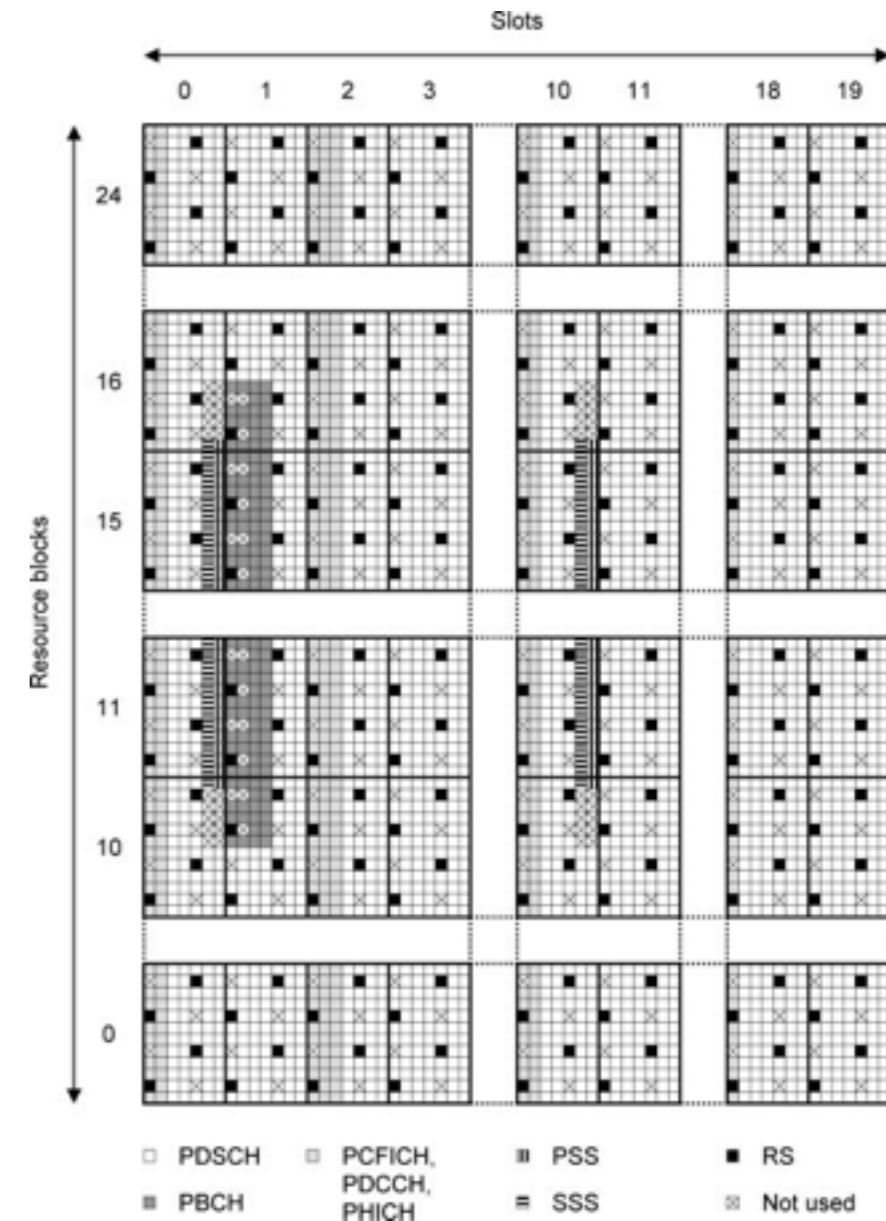 Slots
0 1 2 3 10 11 18 19
Resource blocks
24
16
15
11
10
0
PDSCH
PCFICH,
PDCCH,
PHICH
PSS
RS
PBCH
SSS
Not used